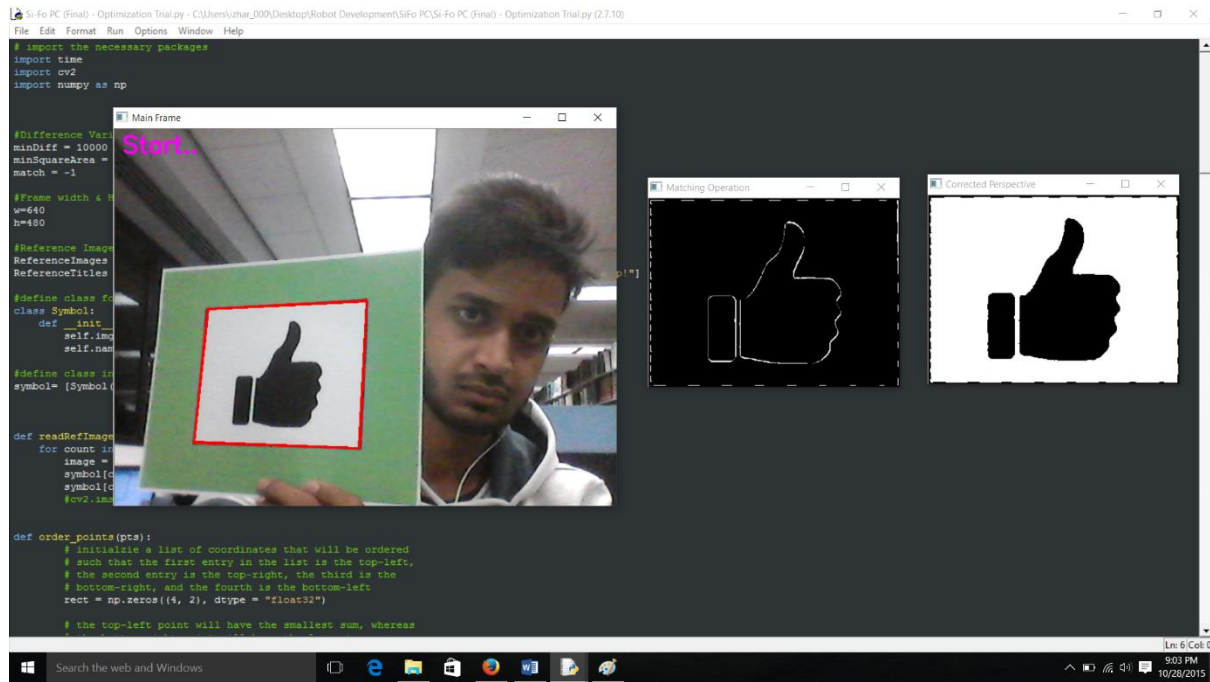 Si-Fo PC (Final) - Optimization Trial.py - C:\Users\izhar_000\Desktop\Robot Development\SiFo PC\Si-Fo PC (Final) - Optimization Trial.py (2.7.10)
File Edit Format Run Options Window Help
# import the necessary packages
import time
import cv2
import numpy as np
Main Frame
#Difference Vari
minDiff = 10000
minSquareArea =
match = -1
Start..
Matching Operation
Corrected Perspective
#Frame width & H
w=640
h=480
#Reference Image
ReferenceImages
ReferenceTitles
p!"]
#define class fo
class Symbol:
def __init__
self.img
self.nam
#define class in
symbol= [Symbol(
def readRefImage
for count in
image =
symbol[c
symbol[c
#cv2.ims
def order_points(pts):
# initialzie a list of coordinates that will be ordered
# such that the first entry in the list is the top-left,
# the second entry is the top-right, the third is the
# bottom-right, and the fourth is the bottom-left
rect = np.zeros((4, 2), dtype = "float32")
# the top-left point will have the smallest sum, whereas
Ln: 6 Col: 0
Search the web and Windows
9:03 PM
10/28/2015